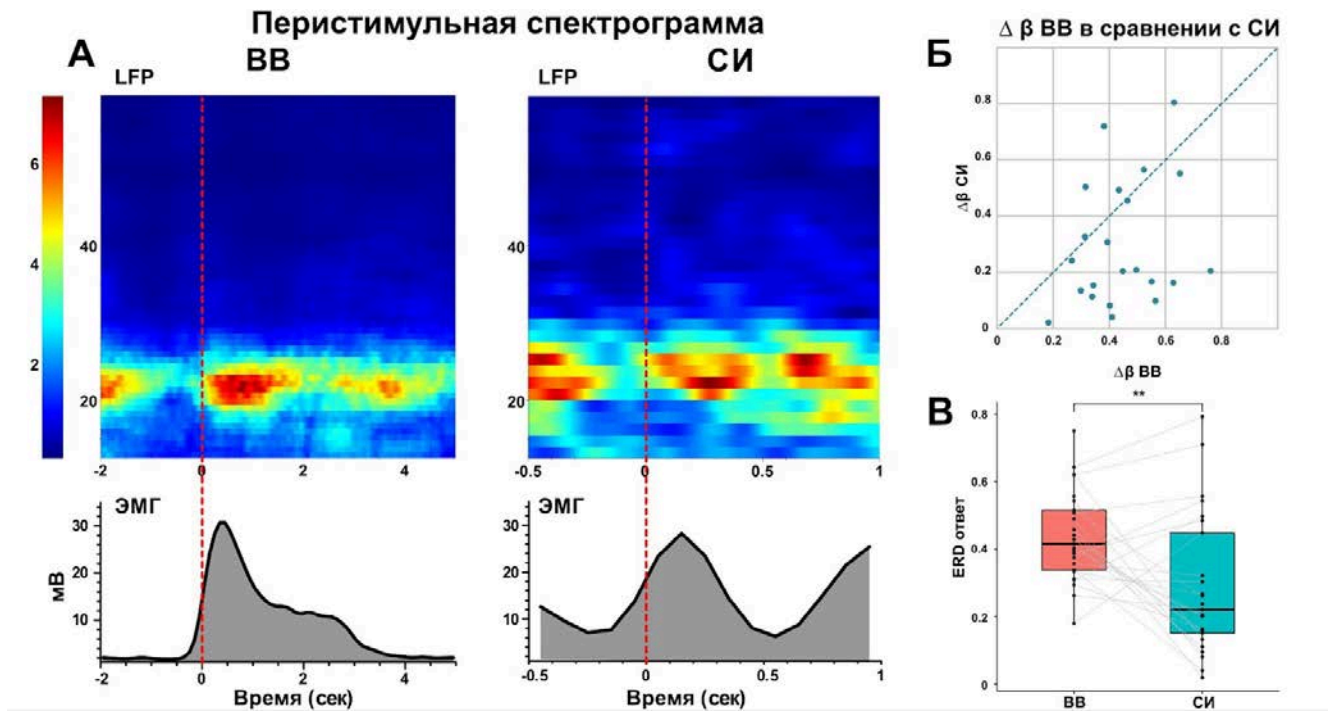 Перистимульная спектрограмма
А
ВВ
СИ
LFP
LFP
6
4
2
40
20
40
20
-2
0
2
4
-0.5
0
0.5
1
ЭМГ
ЭМГ
мВ
30
20
10
30
20
10
-2
0
2
4
-0.5
0
0.5
1
Время (сек)
Время (сек)
Δ β ВВ в сравнении с СИ
Б
Δβ СИ
0.8
0.6
0.4
0.2
0
0
0.2
0.4
0.6
0.8
Δβ ВВ
В
**
ERD ответ
0.8
0.6
0.4
0.2
0
ВВ
СИ